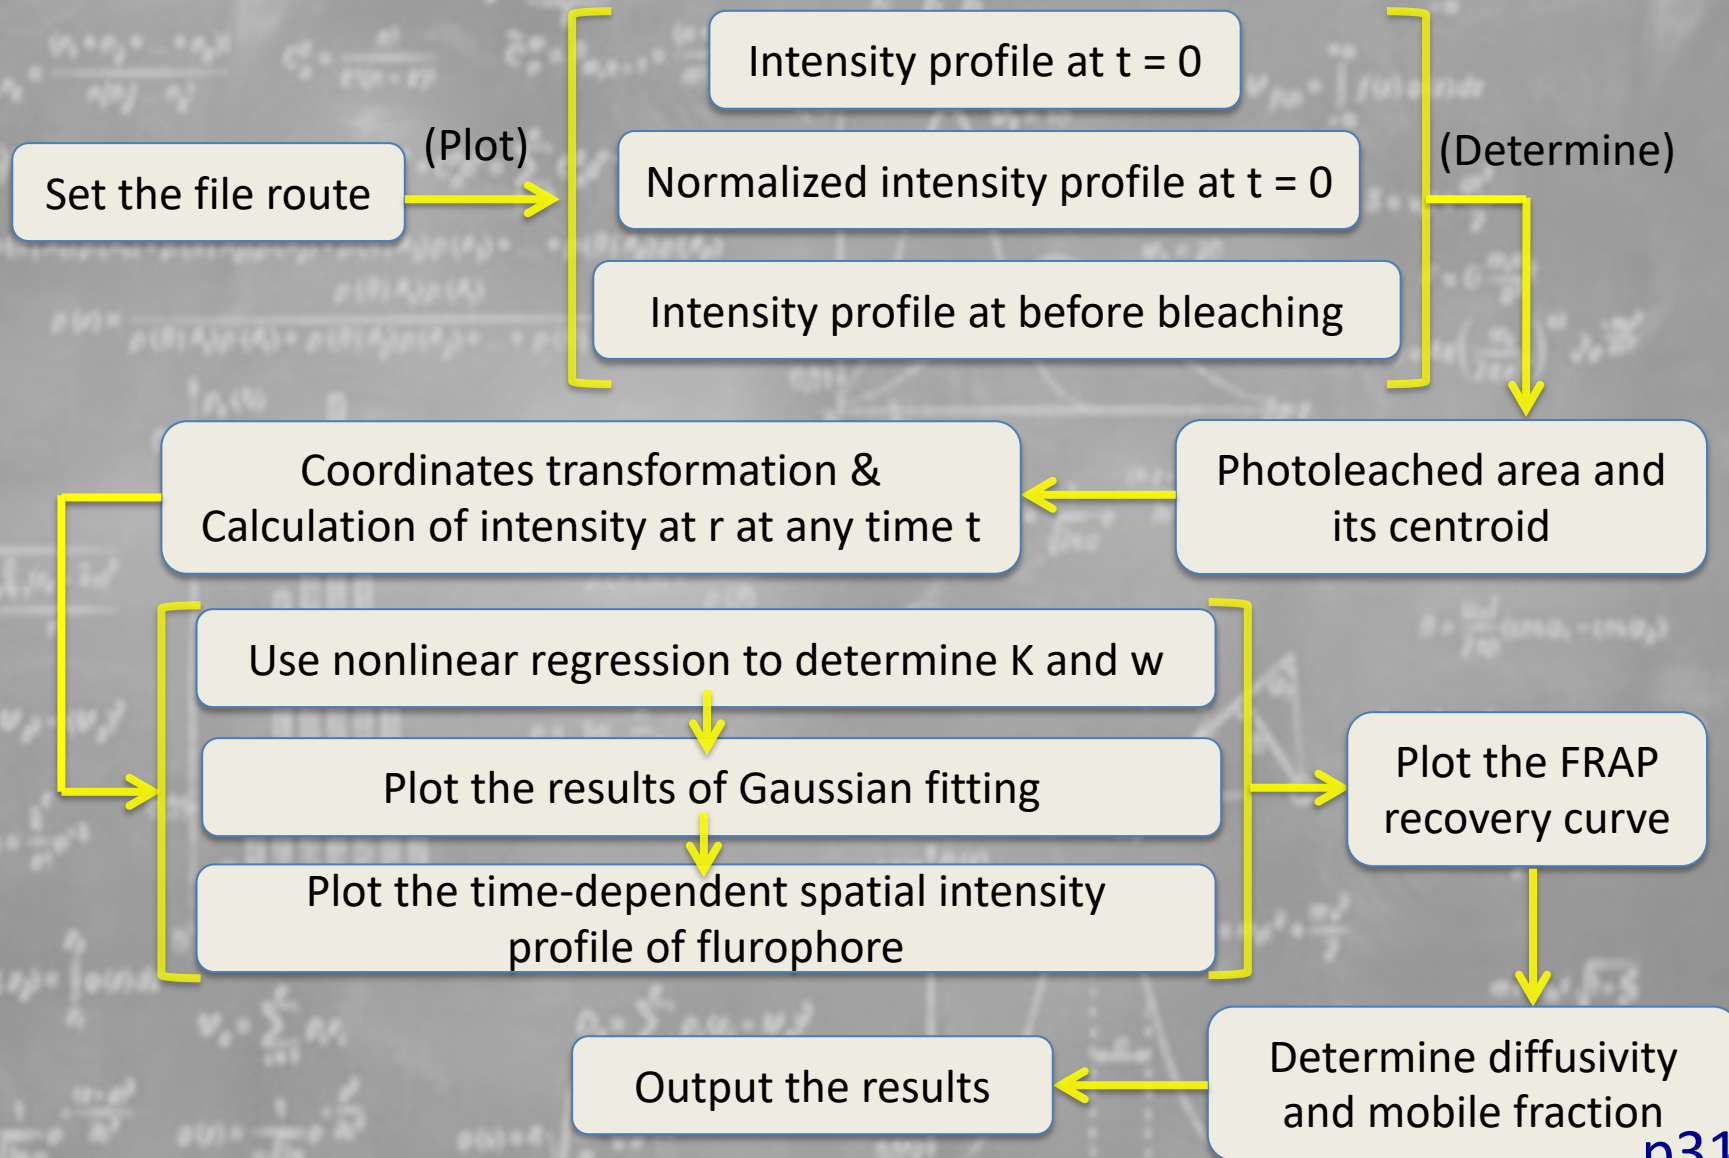 Set the file route
(Plot)
Intensity profile at t = 0
Normalized intensity profile at t = 0
Intensity profile at before bleaching
(Determine)
Photoleached area and
its centroid
Coordinates transformation &
Calculation of intensity at r at any time t
Use nonlinear regression to determine K and w
Plot the results of Gaussian fitting
Plot the time-dependent spatial intensity
profile of flurophore
Plot the FRAP
recovery curve
Determine diffusivity
and mobile fraction
Output the results
p31